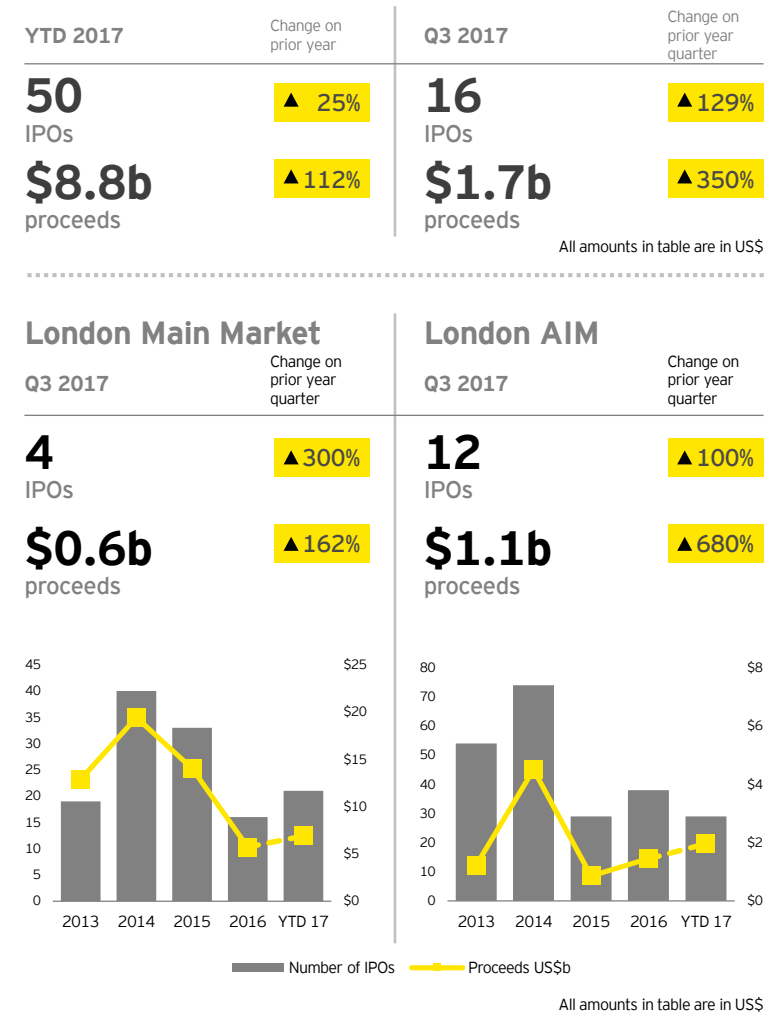 YTD 2017
Change on
prior year
50
IPOs
▲ 25%
$8.8b
proceeds
▲ 112%
Q3 2017
Change on
prior year
quarter
16
IPOs
▲ 129%
$1.7b
proceeds
▲ 350%
All amounts in table are in US$
London Main Market
Q3 2017
Change on
prior year
quarter
4
IPOs
▲ 300%
$0.6b
proceeds
▲ 162%
London AIM
Q3 2017
Change on
prior year
quarter
12
IPOs
▲ 100%
$1.1b
proceeds
▲ 680%
45
40
35
30
25
20
15
10
5
0
$25
$20
$15
$10
$5
$0
2013 2014 2015 2016 YTD 17
80
70
60
50
40
30
20
10
0
$8
$6
$4
$2
$0
2013 2014 2015 2016 YTD 17
Number of IPOs Proceeds US$b
All amounts in table are in US$